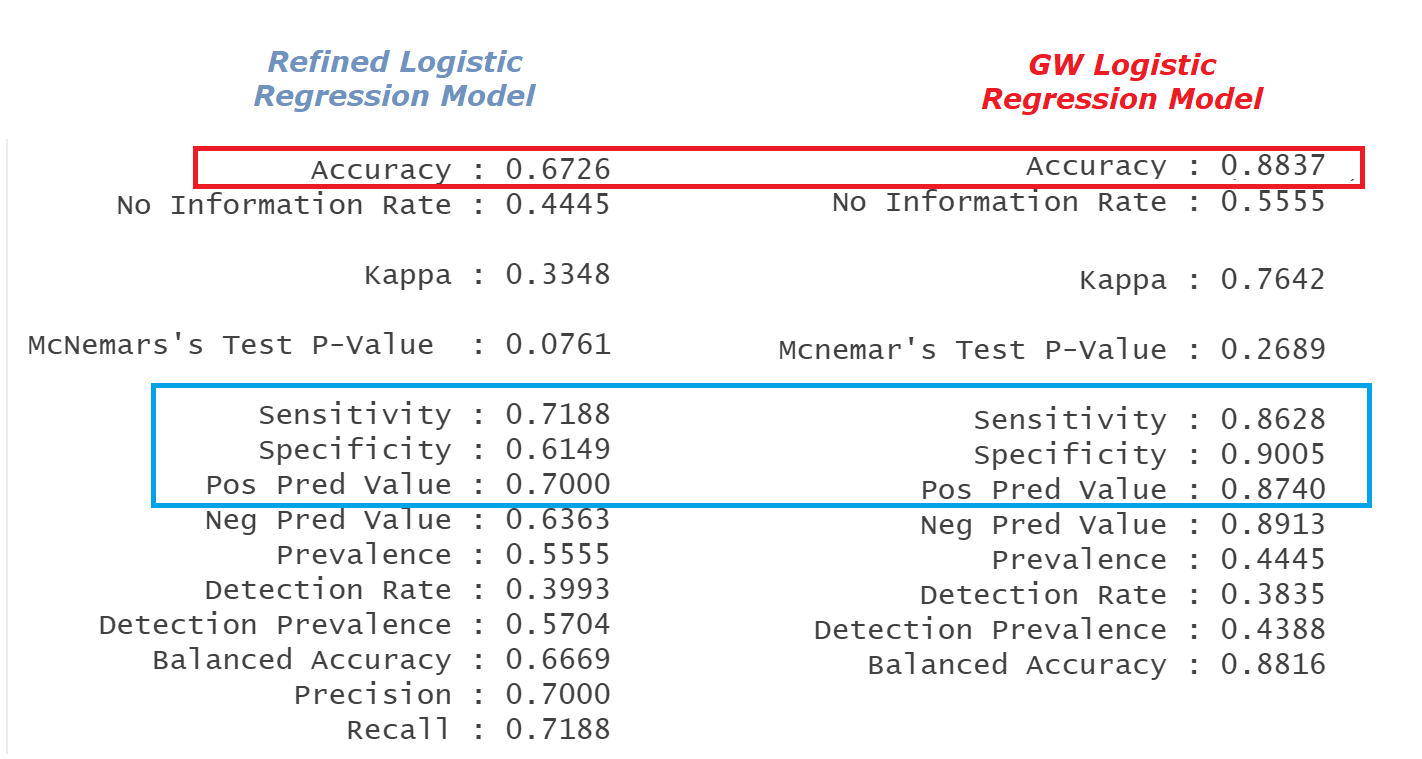 Refined Logistic
Regression Model
Accuracy : 0.6726
No Information Rate : 0.4445
Kappa : 0.3348
McNemars's Test P-Value : 0.0761
Sensitivity : 0.7188
Specificity : 0.6149
Pos Pred Value : 0.7000
Neg Pred Value : 0.6363
Prevalence : 0.5555
Detection Rate : 0.3993
Detection Prevalence : 0.5704
Balanced Accuracy : 0.6669
Precision : 0.7000
Recall : 0.7188
GW Logistic
Regression Model
Accuracy : 0.8837
No Information Rate : 0.5555
Kappa : 0.7642
Mcnemar's Test P-Value : 0.2689
Sensitivity : 0.8628
Specificity : 0.9005
Pos Pred Value : 0.8740
Neg Pred Value : 0.8913
Prevalence : 0.4445
Detection Rate : 0.3835
Detection Prevalence : 0.4388
Balanced Accuracy : 0.8816